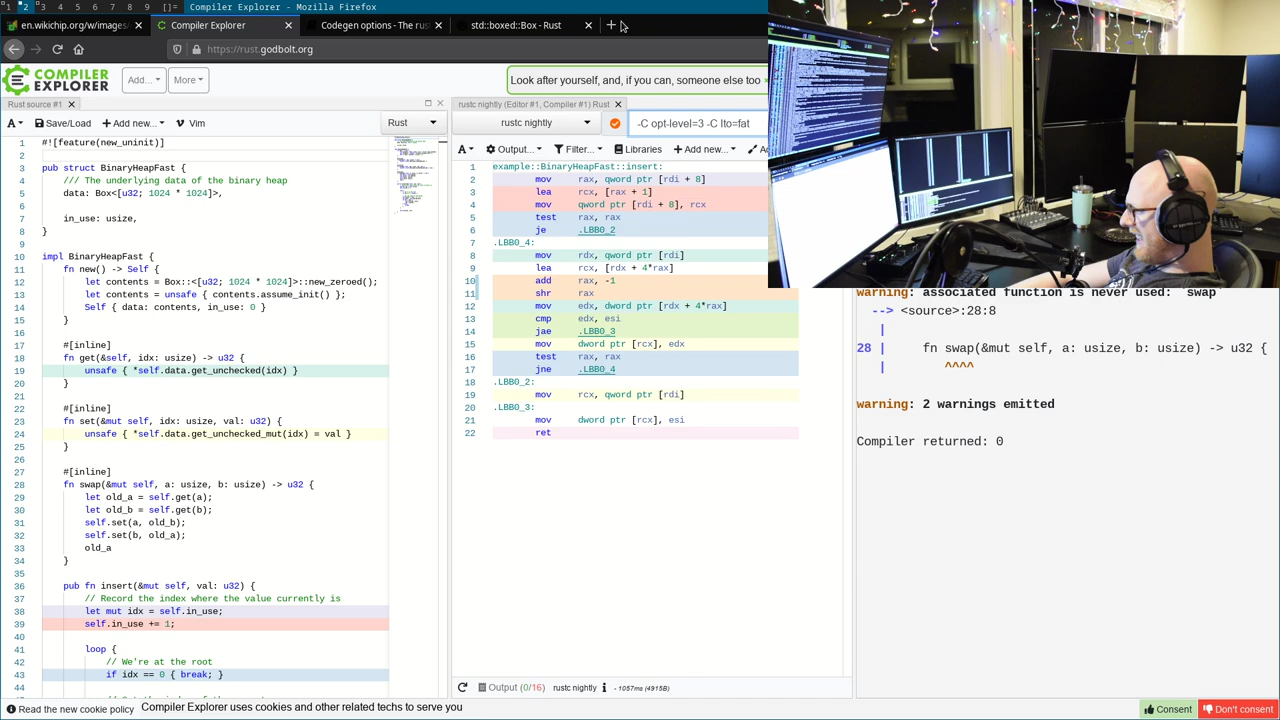 1 2 3 4 5 6 7 8 9 []= Compiler Explorer - Mozilla Firefox
en.wikichip.org/w/images/ Compiler Explorer Codegen options - The rust std::boxed::Box - Rust
https://rust.godbolt.org
COMPILER EXPLORER Add... More Look after yourself, and, if you can, someone else too
Rust source #1
A Save/Load Add new... Vim Rust
1 #![feature(new_uninit)]
2
3 pub struct BinaryHeapFast {
4 /// The underlying data of the binary heap
5 data: Box<[u32; 1024 * 1024]>,
6
7 in_use: usize,
8 }
9
10 impl BinaryHeapFast {
11 fn new() -> Self {
12 let contents = Box::<[u32; 1024 * 1024]>::new_zeroed();
13 let contents = unsafe { contents.assume_init() };
14 Self { data: contents, in_use: 0 }
15 }
16
17 #[inline]
18 fn get(&self, idx: usize) -> u32 {
19 unsafe { *self.data.get_unchecked(idx) }
20 }
21
22 #[inline]
23 fn set(&mut self, idx: usize, val: u32) {
24 unsafe { *self.data.get_unchecked_mut(idx) = val }
25 }
26
27 #[inline]
28 fn swap(&mut self, a: usize, b: usize) -> u32 {
29 let old_a = self.get(a);
30 let old_b = self.get(b);
31 self.set(a, old_b);
32 self.set(b, old_a);
33 old_a
34 }
35
36 pub fn insert(&mut self, val: u32) {
37 // Record the index where the value currently is
38 let mut idx = self.in_use;
39 self.in_use += 1;
40
41 loop {
42 // We're at the root
43 if idx == 0 { break; }
44
rustc nightly (Editor #1, Compiler #1) Rust
rustc nightly -C opt-level=3 -C lto=fat
A Output... Filter... Libraries Add new...
1 example::BinaryHeapFast::insert:
2 mov rax, qword ptr [rdi + 8]
3 lea rcx, [rax + 1]
4 mov qword ptr [rdi + 8], rcx
5 test rax, rax
6 je .LBB0_2
7 .LBB0_4:
8 mov rdx, qword ptr [rdi]
9 lea rcx, [rdx + 4*rax]
10 add rax, -1
11 shr rax
12 mov edx, dword ptr [rdx + 4*rax]
13 cmp edx, esi
14 jae .LBB0_3
15 mov dword ptr [rcx], edx
16 test rax, rax
17 jne .LBB0_4
18 .LBB0_2:
19 mov rcx, qword ptr [rdi]
20 .LBB0_3:
21 mov dword ptr [rcx], esi
22 ret
Output (0/16) rustc nightly i - 1057ms (4915B)
warning: associated function is never used: `swap`
--> <source>:28:8
|
28 | fn swap(&mut self, a: usize, b: usize) -> u32 {
| ^^^^
warning: 2 warnings emitted
Compiler returned: 0
Read the new cookie policy Compiler Explorer uses cookies and other related techs to serve you Consent Don't consent